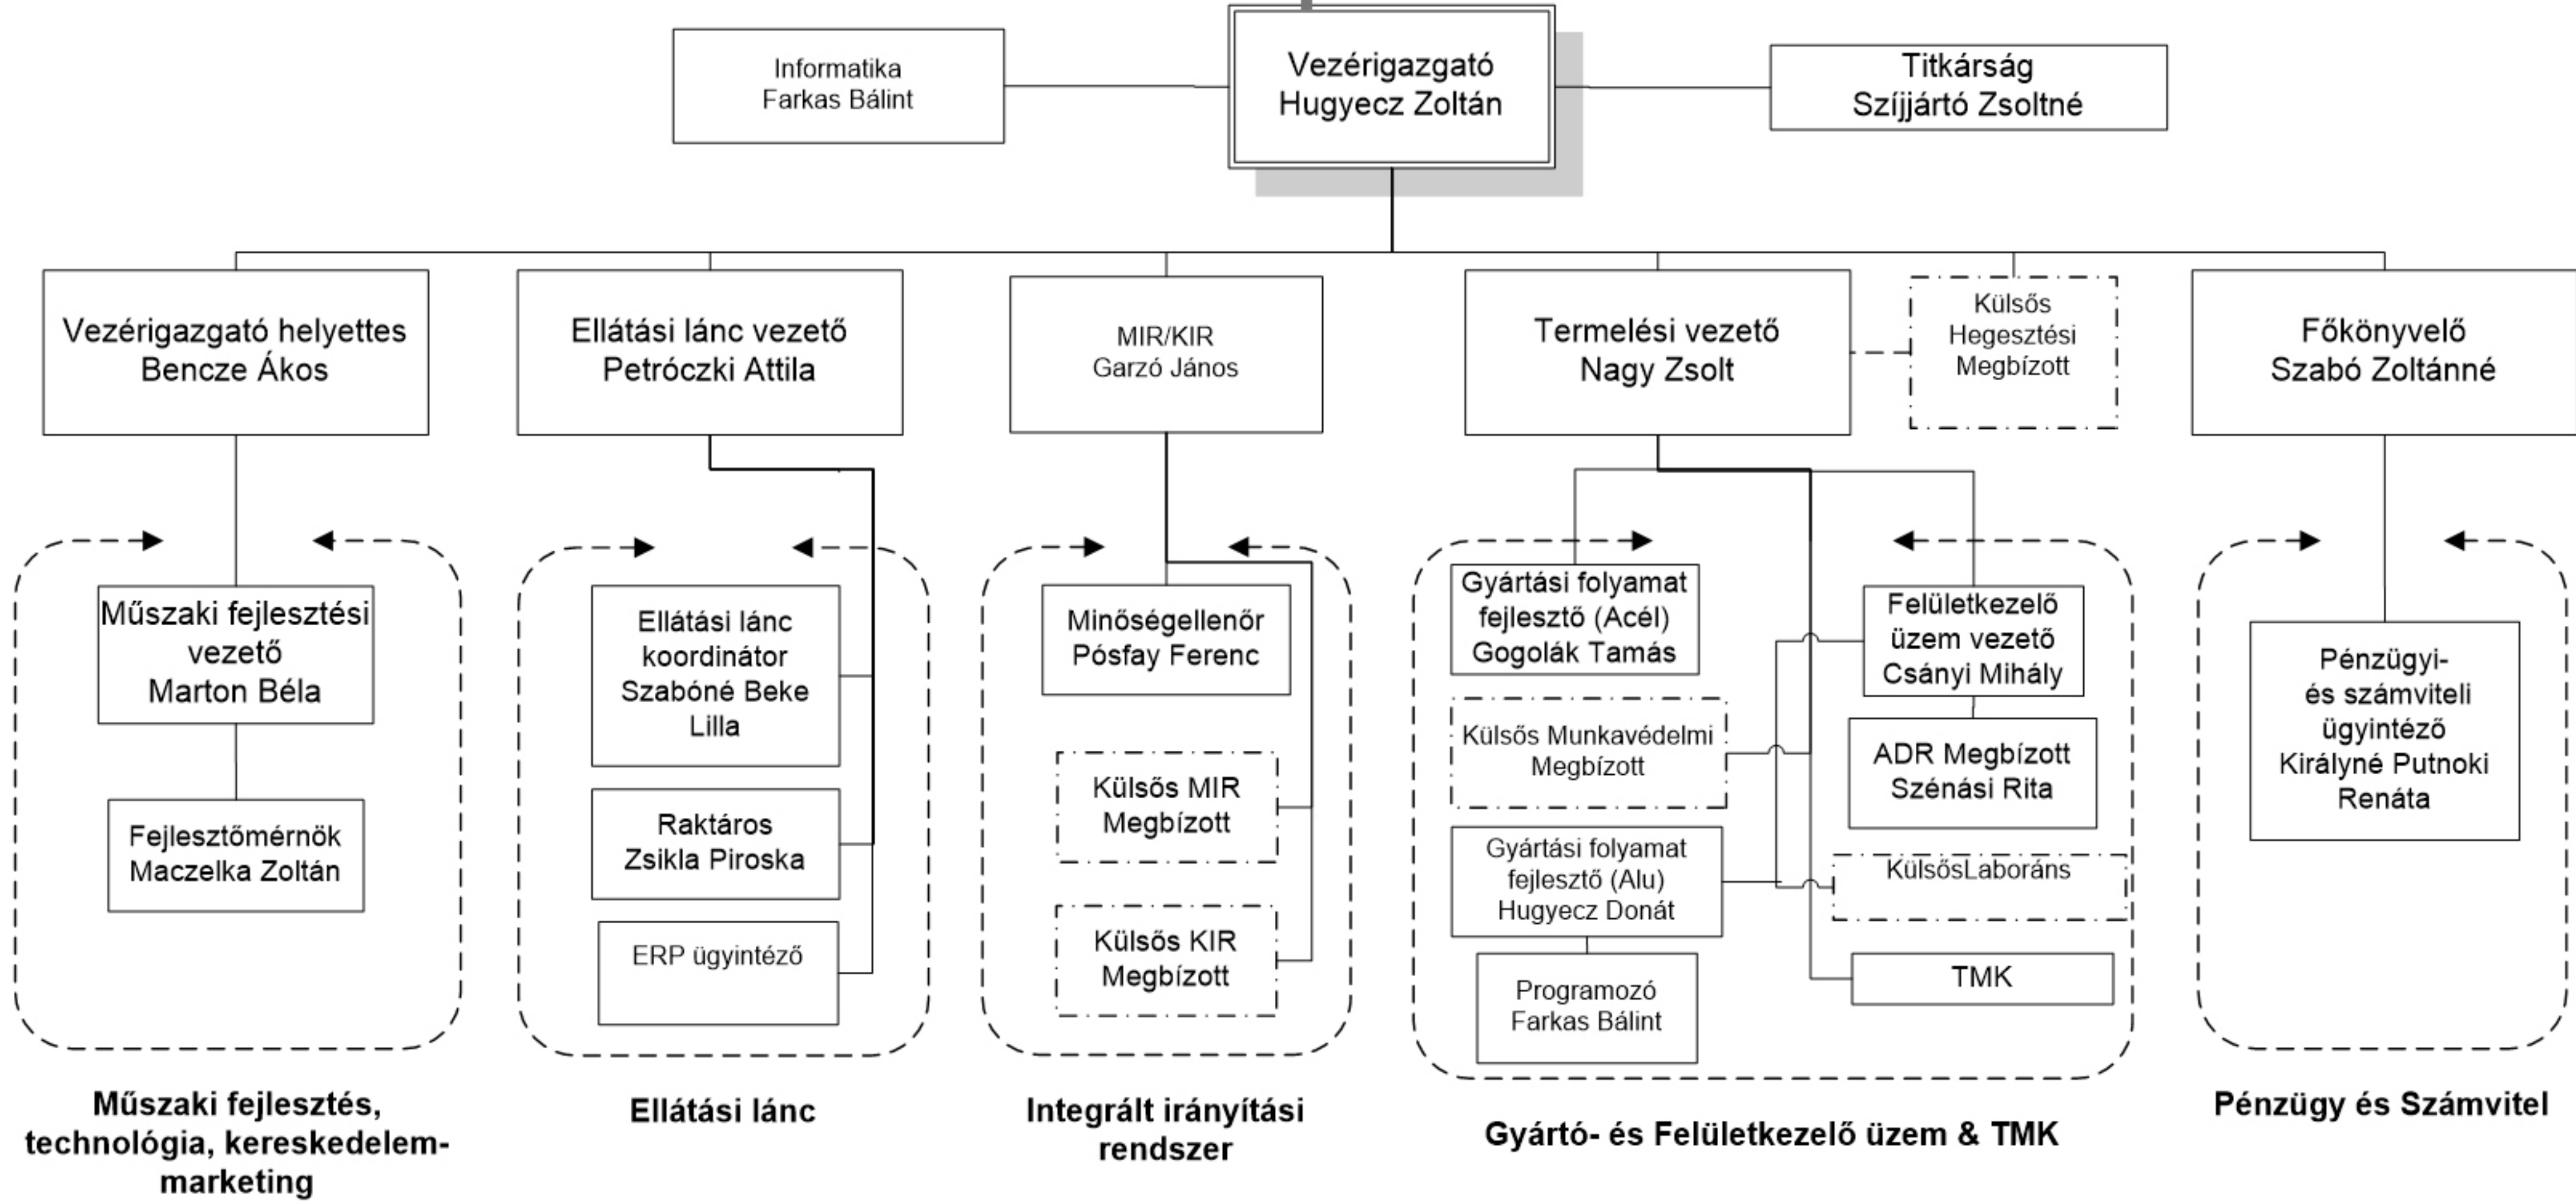 Informatika
Farkas Bálint
Vezérigazgató
Hugyecz Zoltán
Titkárság
Szíjjártó Zsoltné
Vezérigazgató helyettes
Bencze Ákos
Ellátási lánc vezető
Petróczki Attila
MIR/KIR
Garzó János
Termelési vezető
Nagy Zsolt
Külsős
Hegesztési
Megbízott
Főkönyvelő
Szabó Zoltánné
Műszaki fejlesztési
vezető
Marton Béla
Fejlesztőmérnök
Maczelka Zoltán
Ellátási lánc
koordinátor
Szabóné Beke
Lilla
Raktáros
Zsikla Piroska
ERP ügyintéző
Minőségellenőr
Pósfay Ferenc
Külsős MIR
Megbízott
Külsős KIR
Megbízott
Gyártási folyamat
fejlesztő (Acél)
Gogolák Tamás
Külsős Munkavédelmi
Megbízott
Gyártási folyamat
fejlesztő (Alu)
Hugyecz Donát
Programozó
Farkas Bálint
Felületkezelő
üzem vezető
Csányi Mihály
ADR Megbízott
Szénási Rita
KülsősLaboráns
TMK
Pénzügyi-
és számviteli
ügyintéző
Királyné Putnoki
Renáta
Műszaki fejlesztés,
technológia, kereskedelem-
marketing
Ellátási lánc
Integrált irányítási
rendszer
Gyártó- és Felületkezelő üzem & TMK
Pénzügy és Számvitel